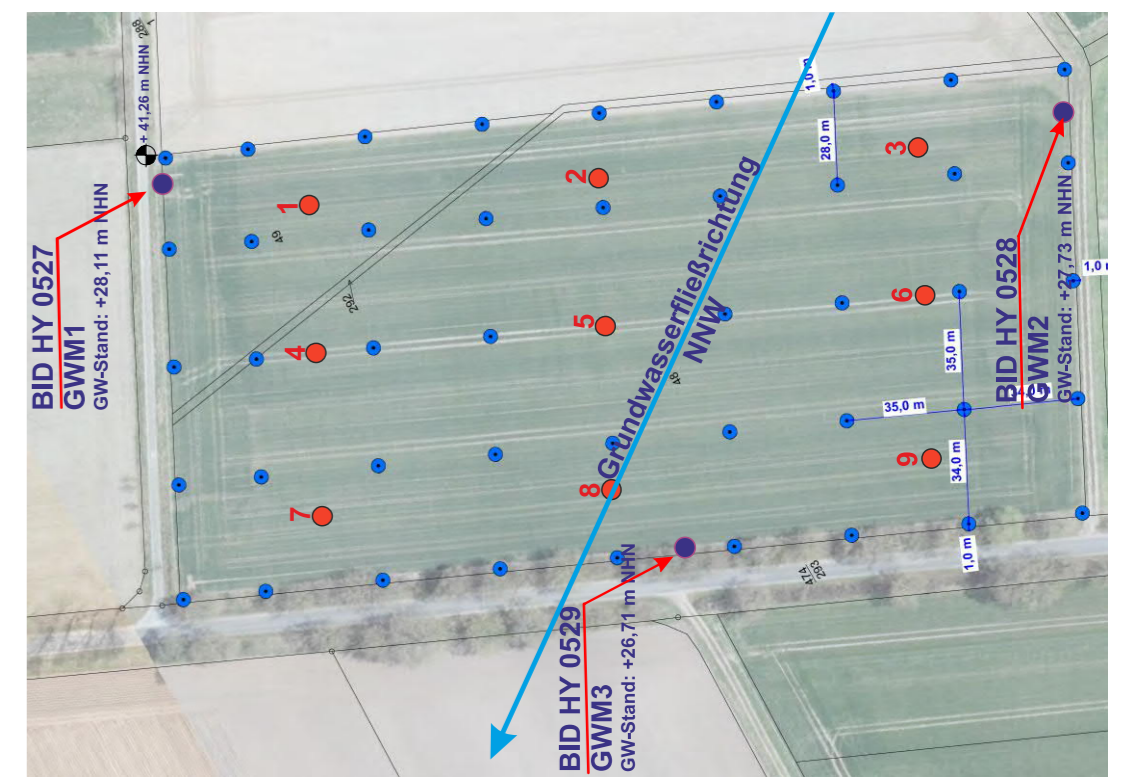 288
+ 41,26 m NHN
BID HY 0527
GWM1
GW-Stand: +28,11 m NHN
1
2
3
49
292
4
5
6
7
8
9
1,0 m
28,0 m
Grundwasserfließrichtung
NNW
48
BID HY 0528
GWM2
GW-Stand: +27,73 m NHN
35,0 m
35,0 m
34,0 m
1,0 m
BID HY 0529
GWM3
GW-Stand: +26,71 m NHN
474
293